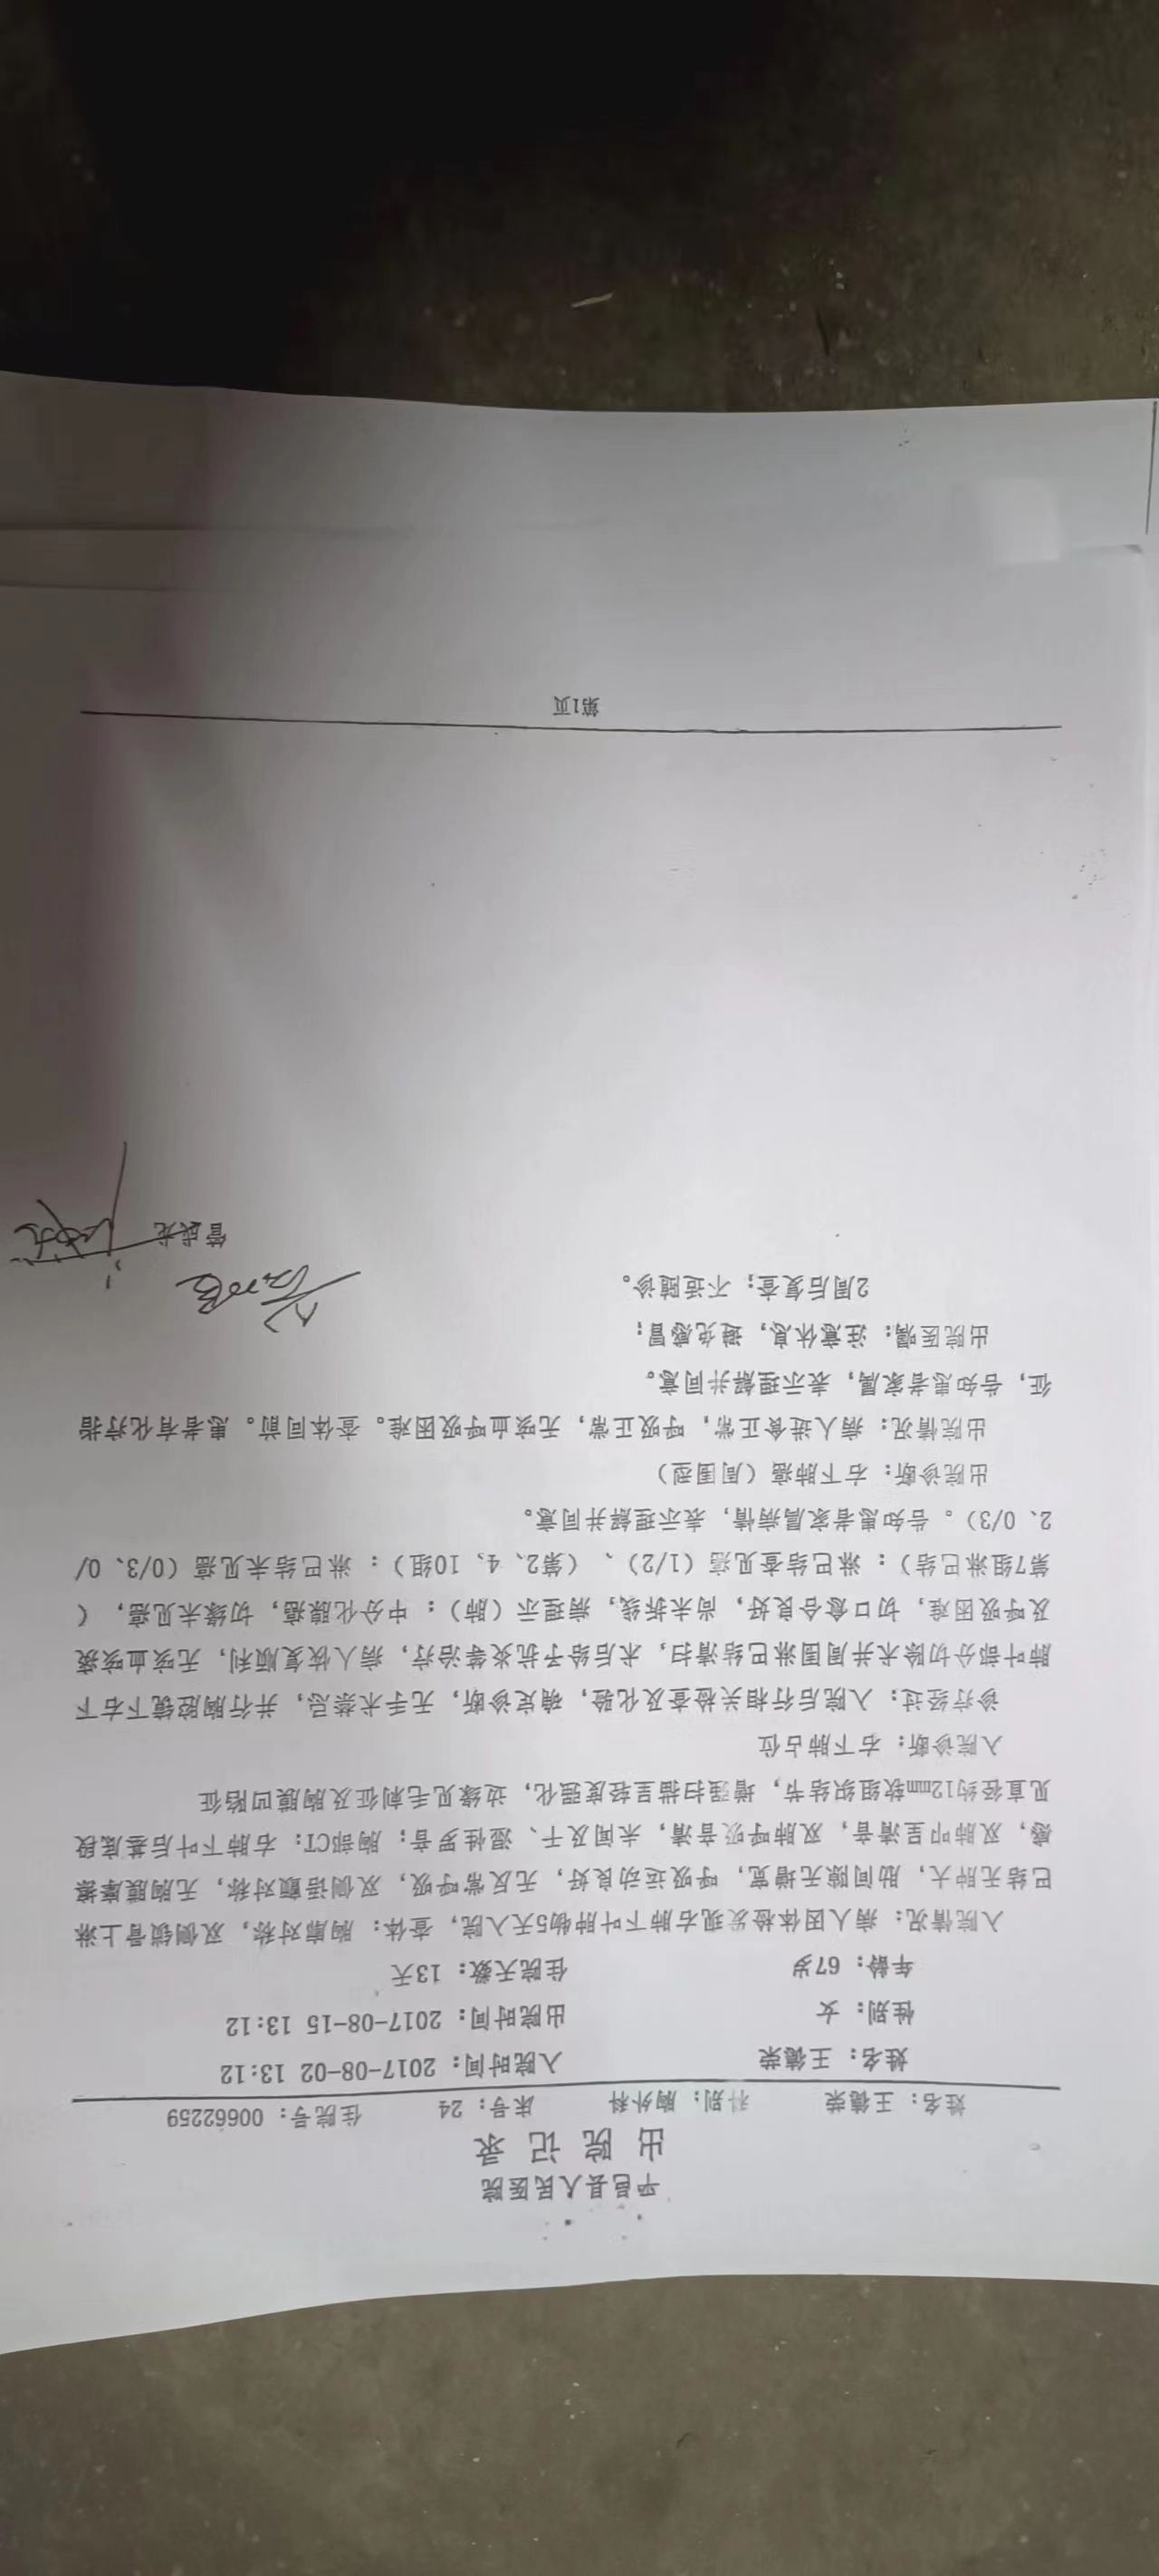 平邑县人民医院
出院记录
姓名：王德荣 科别：胸外科 床号：24 住院号：00662259
姓名：王德荣 入院时间：2017-08-02 13:12
性别：女 出院时间：2017-08-15 13:12
年龄：67岁 住院天数：13天
入院情况：病人因体检发现右肺下叶肿物5天入院，查体：胸廓对称，双侧锁骨上淋
巴结无肿大，肋间隙无增宽，呼吸运动良好，无反常呼吸，双侧语颤对称，无胸膜摩擦
感，双肺叩呈清音，双肺呼吸音清，未闻及干、湿性罗音；胸部CT：右肺下叶后基底段
见直径约12mm软组织结节，增强扫描呈轻度强化，边缘见毛刺征及胸膜凹陷征
入院诊断：右下肺占位
诊疗经过：入院后行相关检查及化验，确定诊断，无手术禁忌，并行胸腔镜下右下
肺叶部分切除术并周围淋巴结清扫，术后给予抗炎等治疗，病人恢复顺利，无咳血咳痰
及呼吸困难，切口愈合良好，尚未拆线，病理示（肺）：中分化腺癌，切缘未见癌，（
第7组淋巴结）：淋巴结查见癌（1/2）、（第2、4、10组）：淋巴结未见癌（0/3、0/
2、0/3）。告知患者家属病情，表示理解并同意。
出院诊断：右下肺癌（周围型）
出院情况：病人进食正常，呼吸正常，无咳血呼吸困难。查体同前。患者有化疗指
征，告知患者家属，表示理解并同意。
出院医嘱：注意休息，避免感冒；
2周后复查；不适随诊。
管成龙
第1页